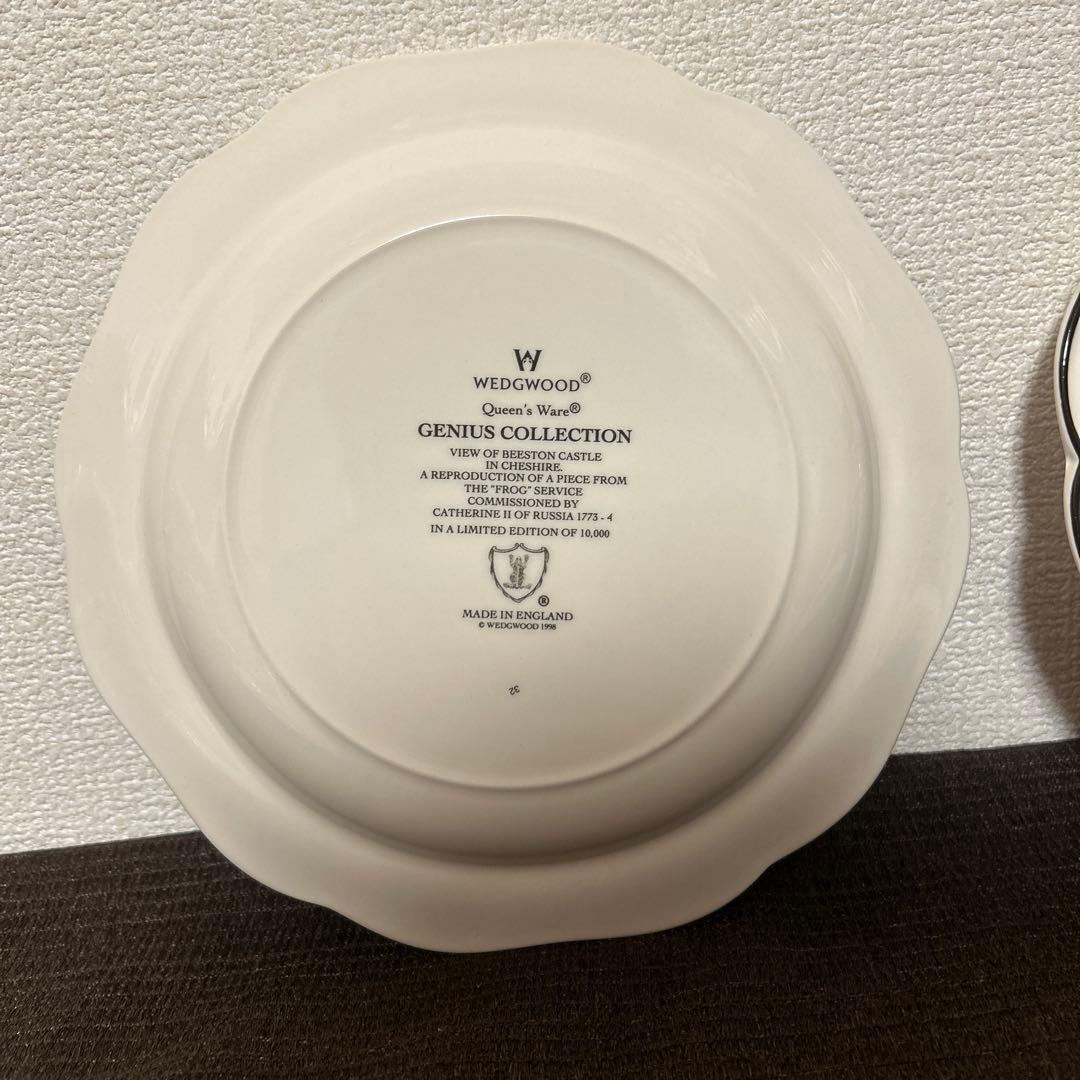 W
WEDGWOOD®
Queen's Ware®
GENIUS COLLECTION
VIEW OF BEESTON CASTLE
IN CHESHIRE.
A REPRODUCTION OF A PIECE FROM
THE "FROG" SERVICE
COMMISSIONED BY
CATHERINE II OF RUSSIA 1773 - 4
IN A LIMITED EDITION OF 10,000
®
MADE IN ENGLAND
© WEDGWOOD 1998